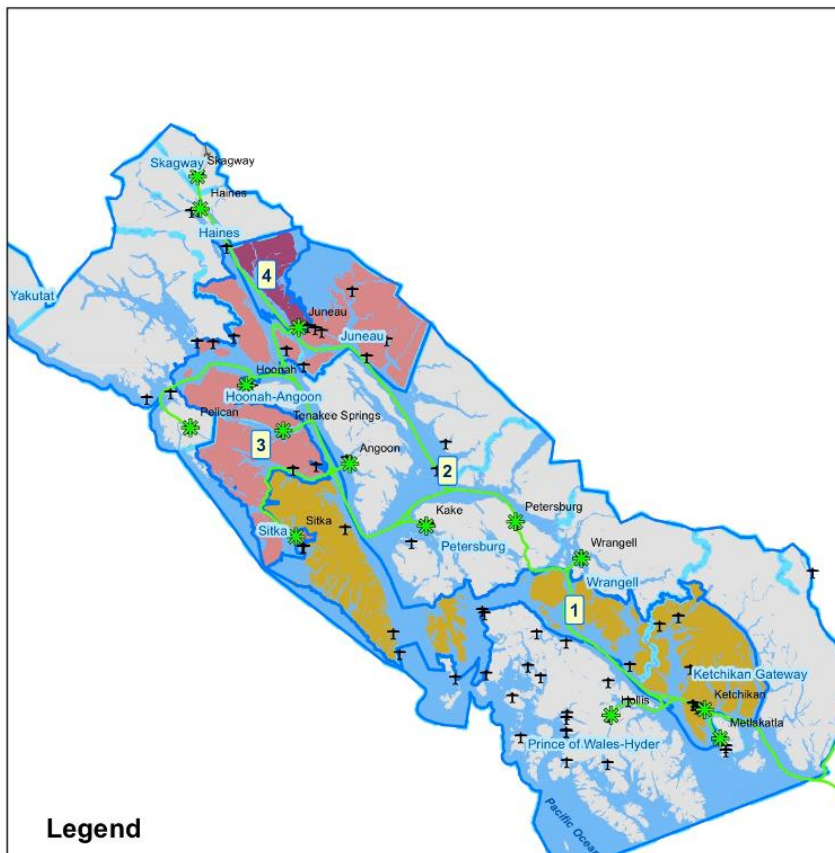 Skagway
Skagway
Haines
Haines
Yakutat
4
Juneau
Juneau
Hoonah
Hoonah-Angoon
Pelican
Tenakee Springs
3
Angoon
2
Sitka
Sitka
Kake
Petersburg
Petersburg
Wrangell
Wrangell
1
Ketchikan Gateway
Ketchikan
Hollis
Metlakatla
Prince of Wales-Hyder
Pacific Ocean
Legend